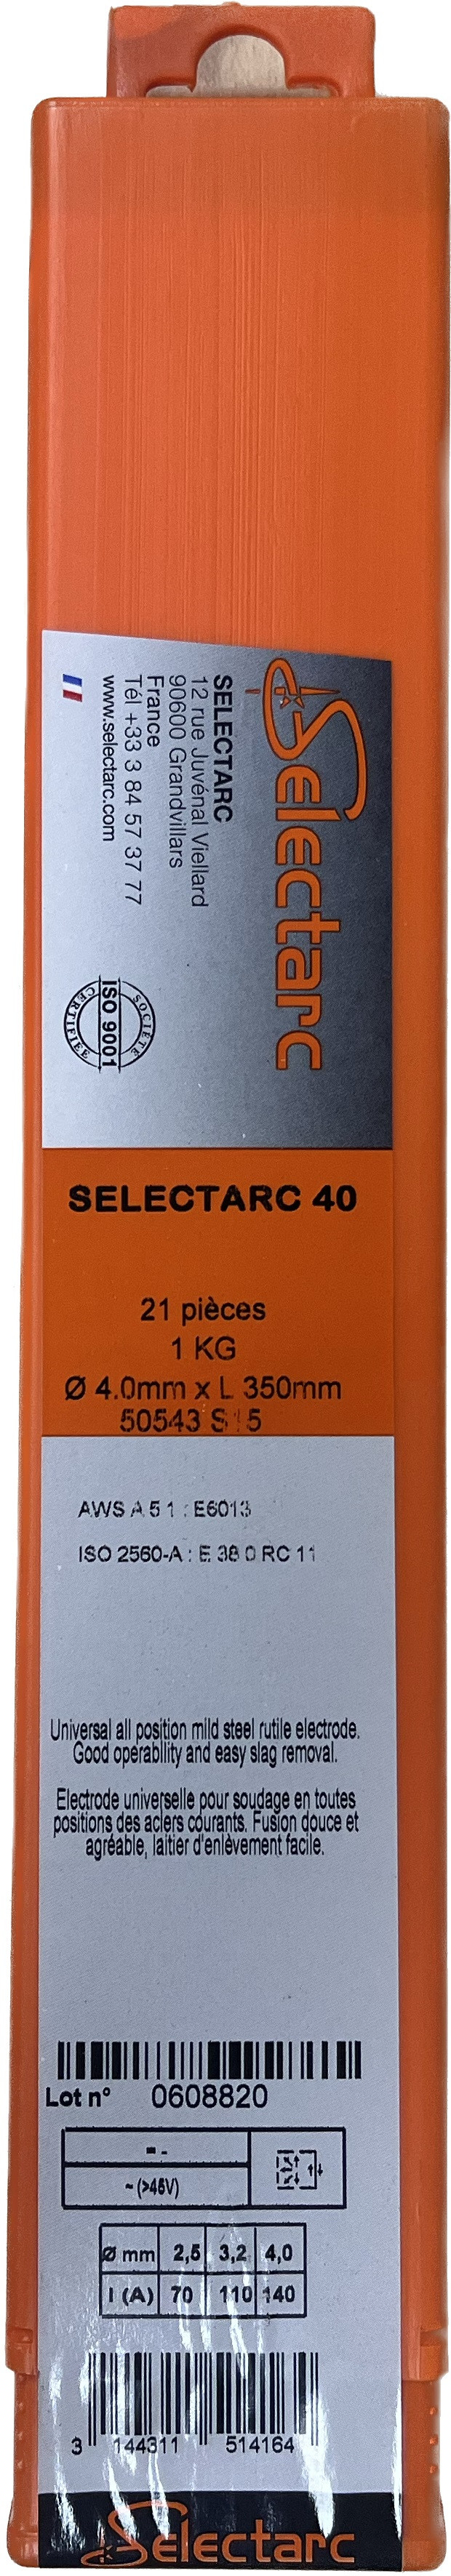 Selectarc
SELECTARC
12 rue Juvénal Viellard
90600 Grandvillars
France
Tél +33 3 84 57 37 77
www.selectarc.com
SOCIÉTÉ
ISO 9001
CERTIFIÉE
SELECTARC 40
21 pièces
1 KG
Ø 4.0mm x L 350mm
50543
AWS A 5 1 : E6013
ISO 2560-A : E 38 0 RC 11
Universal all position mild steel rutile electrode.
Good operability and easy slag removal.
Electrode universelle pour soudage en toutes
positions des aciers courants. Fusion douce et
agréable, laitier d'enlèvement facile.
Lot n° 0608820
= -
~ (>45V)
Ø mm 2,5 3,2 4,0
I (A) 70 110 140
3 144311 514164
Selectarc